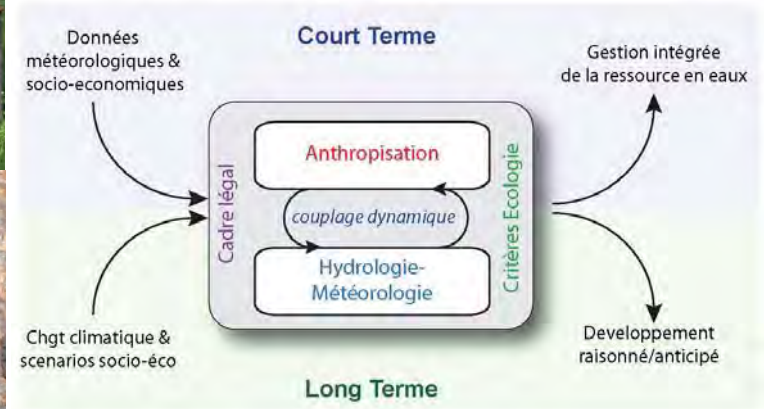 Court Terme
Données
météorologiques &
socio-economiques
Gestion intégrée
de la ressource en eaux
Cadre légal
Anthropisation
couplage dynamique
Hydrologie-
Météorologie
Critères Ecologie
Chgt climatique &
scenarios socio-éco
Developpement
raisonné/anticipé
Long Terme